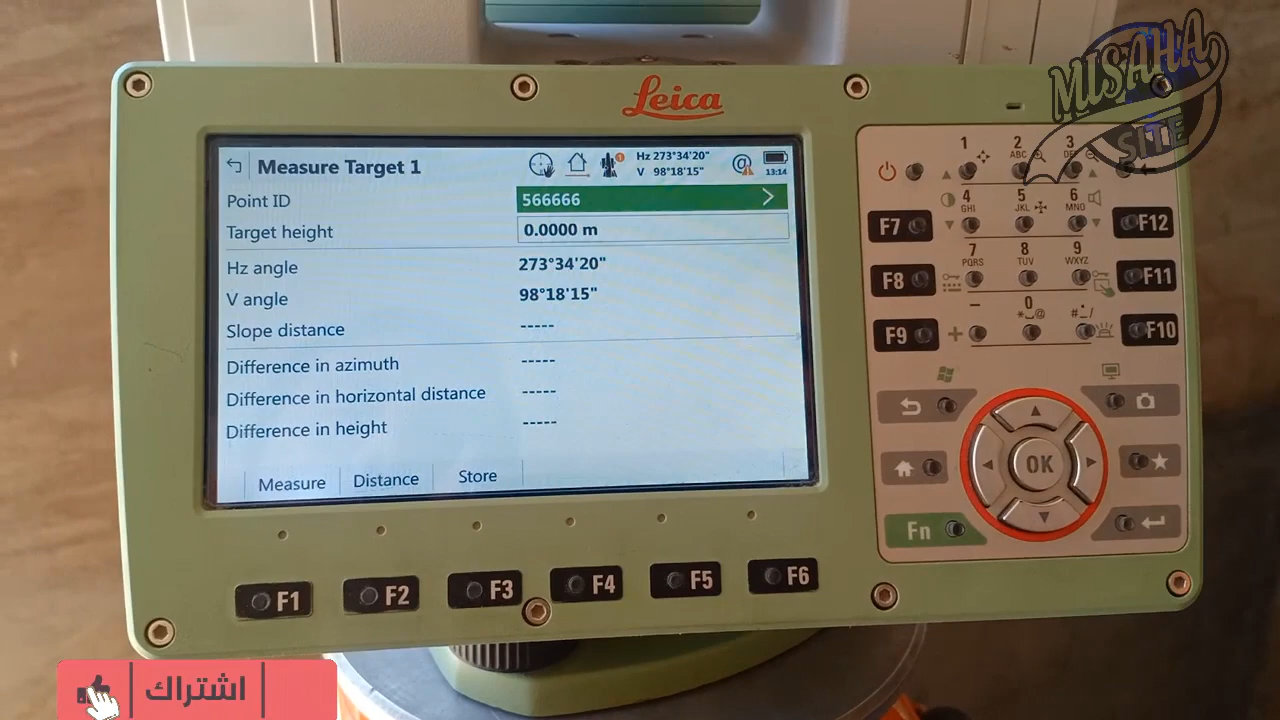 MISAHA
SITE
Leica
Measure Target 1
Hz 273°34'20"
V 98°18'15"
13:14
Point ID
566666
Target height
0.0000 m
Hz angle
273°34'20"
V angle
98°18'15"
Slope distance
-----
Difference in azimuth
-----
Difference in horizontal distance
-----
Difference in height
-----
Measure
Distance
Store
F1
F2
F3
F4
F5
F6
1
2
ABC
3
4
GHI
5
JKL
6
MNO
7
PQRS
8
TUV
9
WXYZ
0
*⎵@
F7
F8
F9
F12
F11
F10
OK
Fn
اشتراك